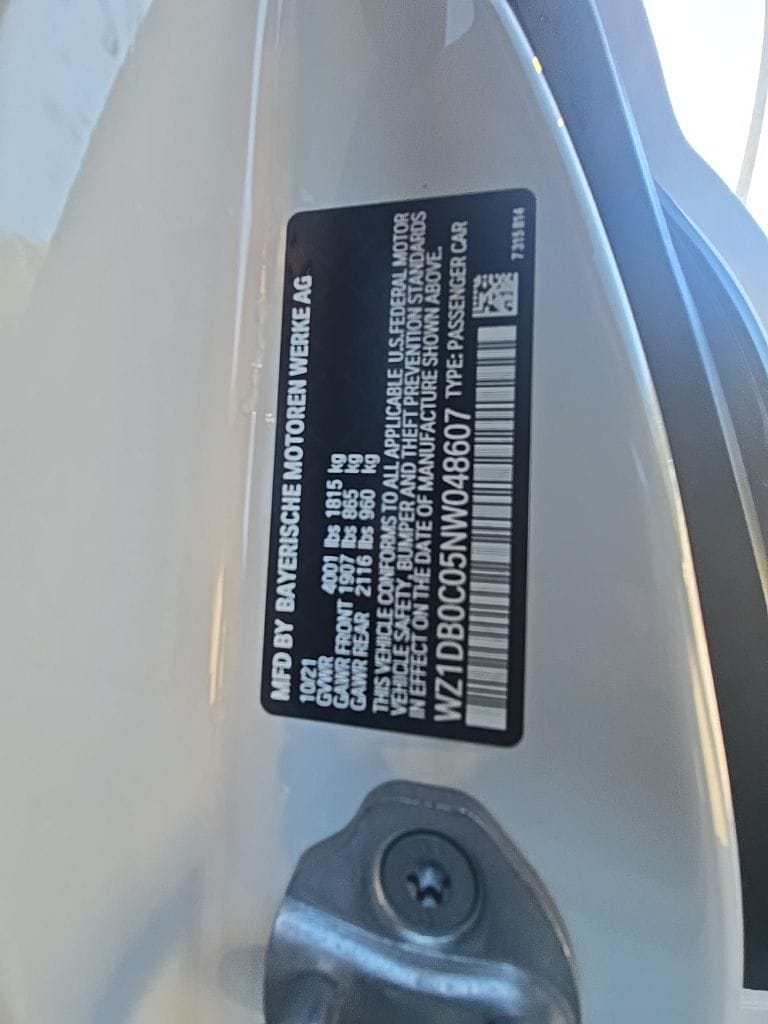 MFD BY BAYERISCHE MOTOREN WERKE AG
10/21
GVWR 4001 lbs 1815 kg
GAWR FRONT 1907 lbs 865 kg
GAWR REAR 2116 lbs 960 kg
THIS VEHICLE CONFORMS TO ALL APPLICABLE U.S.FEDERAL MOTOR
VEHICLE SAFETY, BUMPER AND THEFT PREVENTION STANDARDS
IN EFFECT ON THE DATE OF MANUFACTURE SHOWN ABOVE.
WZ1DB0C05NW048607 TYPE: PASSENGER CAR
7 315 814